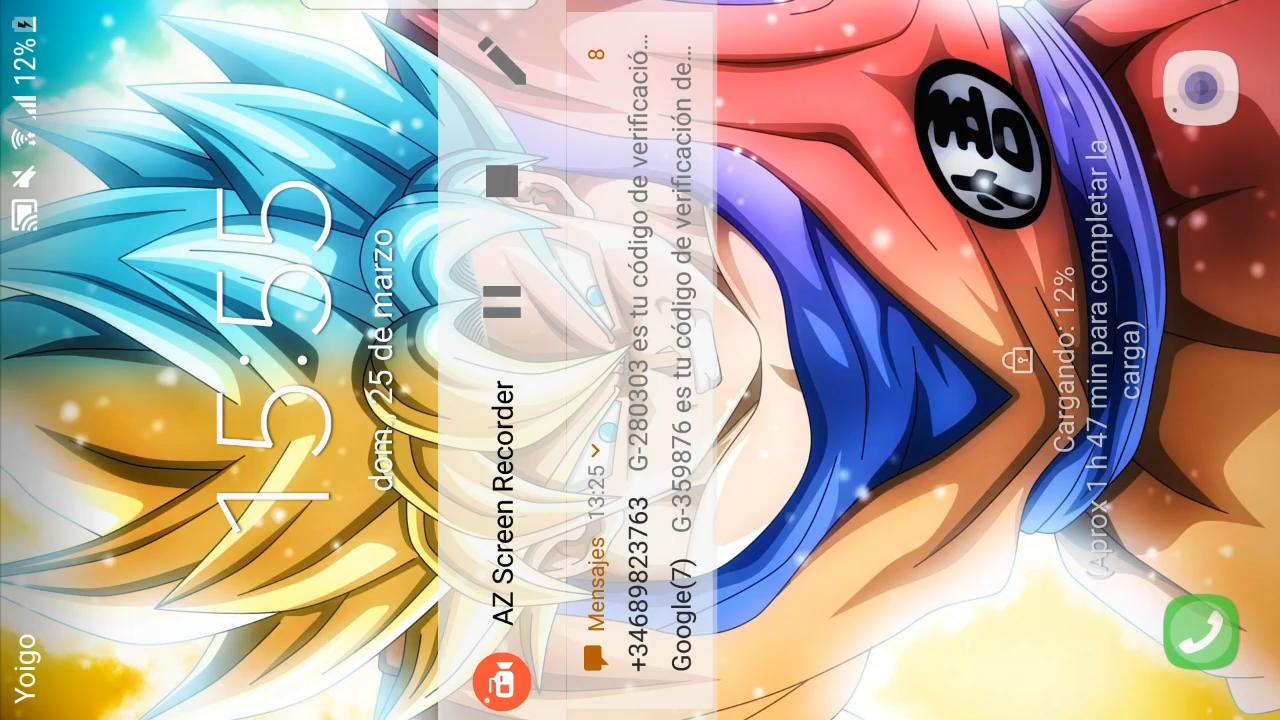 Yoigo 12%
15:55
dom., 25 de marzo
AZ Screen Recorder
Mensajes 13:25 8
+34689823763 G-280303 es tu código de verificació...
Google(7) G-359876 es tu código de verificación de...
Cargando: 12%
(Aprox 1 h 47 min para completar la
carga)